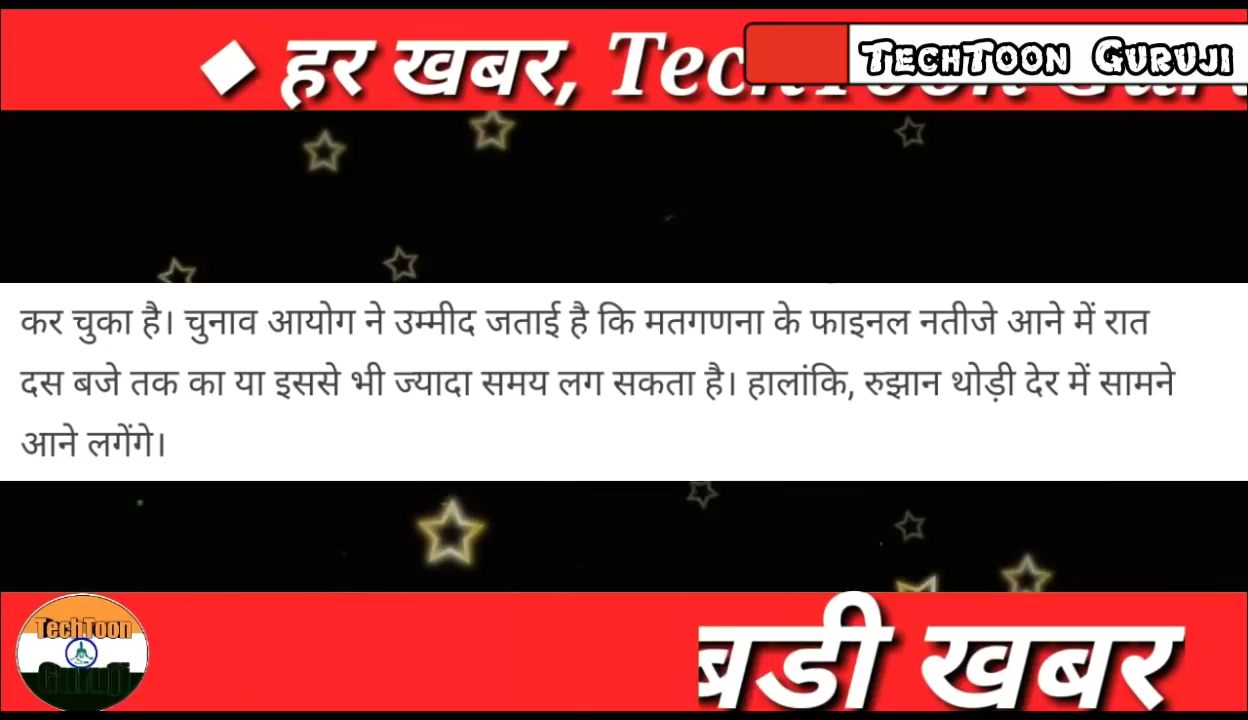 ◆ हर खबर,
TECHTOON GURUJI
कर चुका है। चुनाव आयोग ने उम्मीद जताई है कि मतगणना के फाइनल नतीजे आने में रात
दस बजे तक का या इससे भी ज्यादा समय लग सकता है। हालांकि, रुझान थोड़ी देर में सामने
आने लगेंगे।
TechToon
Guruji
बडी खबर